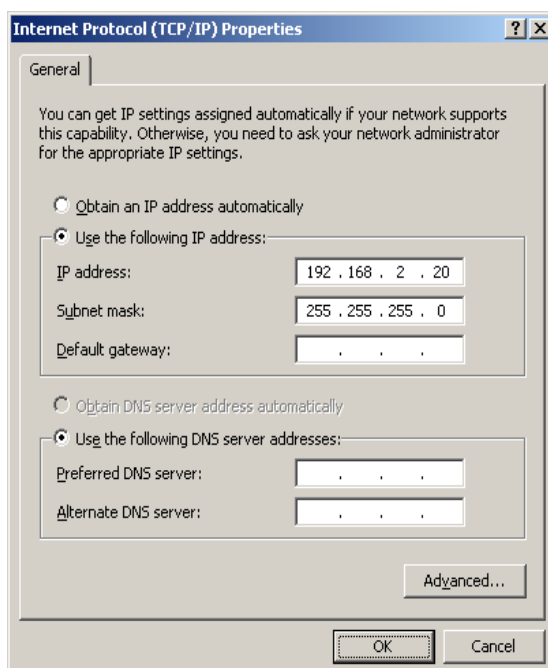 Internet Protocol (TCP/IP) Properties
General
You can get IP settings assigned automatically if your network supports
this capability. Otherwise, you need to ask your network administrator
for the appropriate IP settings.
Obtain an IP address automatically
Use the following IP address:
IP address: 192 . 168 . 2 . 20
Subnet mask: 255 . 255 . 255 . 0
Default gateway: . . .
Obtain DNS server address automatically
Use the following DNS server addresses:
Preferred DNS server: . . .
Alternate DNS server: . . .
Advanced...
OK Cancel